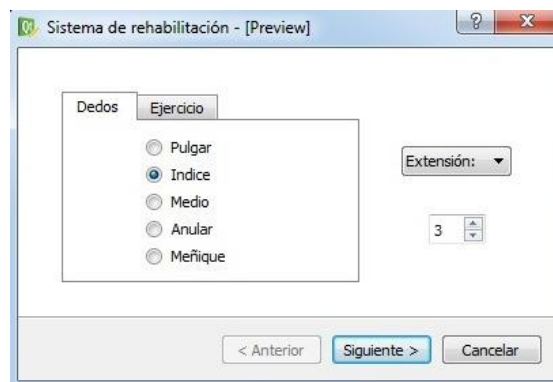 Sistema de rehabilitación - [Preview]
Dedos Ejercicio
Pulgar
Indice
Medio
Anular
Meñique
Extensión:
3
< Anterior Siguiente > Cancelar